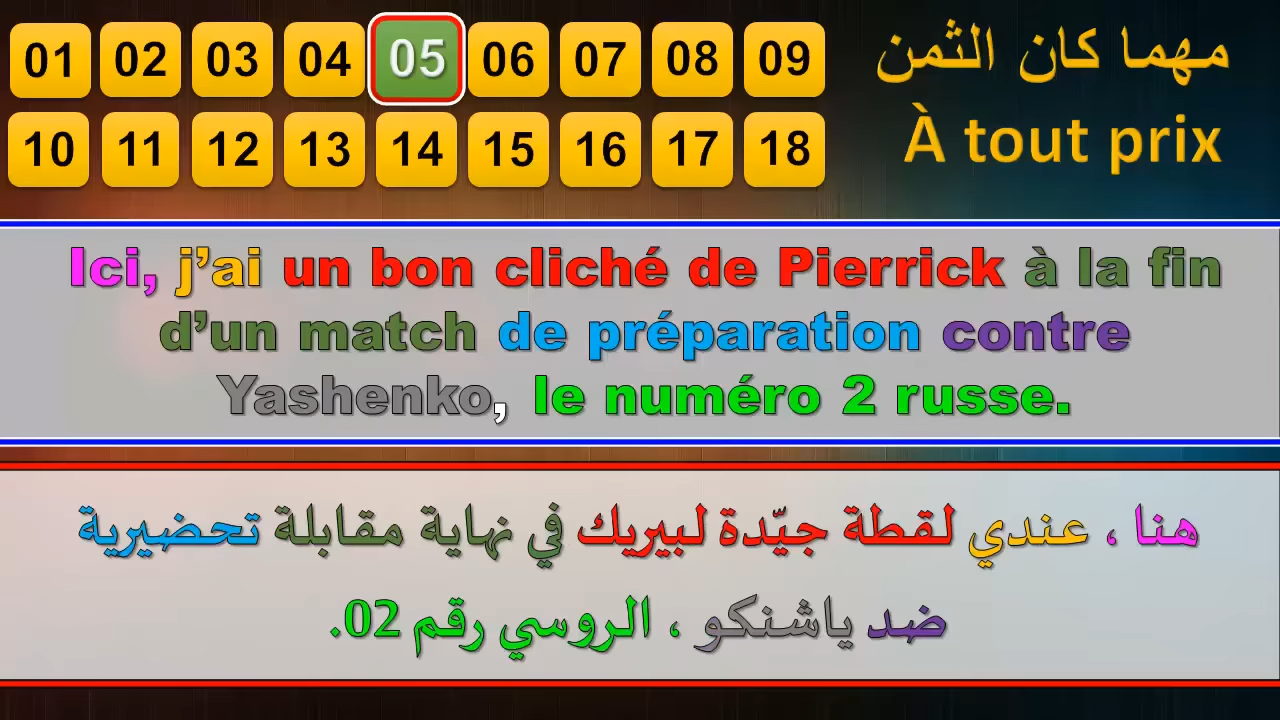 01 02 03 04 05 06 07 08 09
10 11 12 13 14 15 16 17 18
مهما كان الثمن
À tout prix
Ici, j’ai un bon cliché de Pierrick à la fin
d’un match de préparation contre
Yashenko, le numéro 2 russe.
هنا ، عندي لقطة جيّدة لبيريك في نهاية مقابلة تحضيرية
ضد ياشنكو ، الروسي رقم 02.